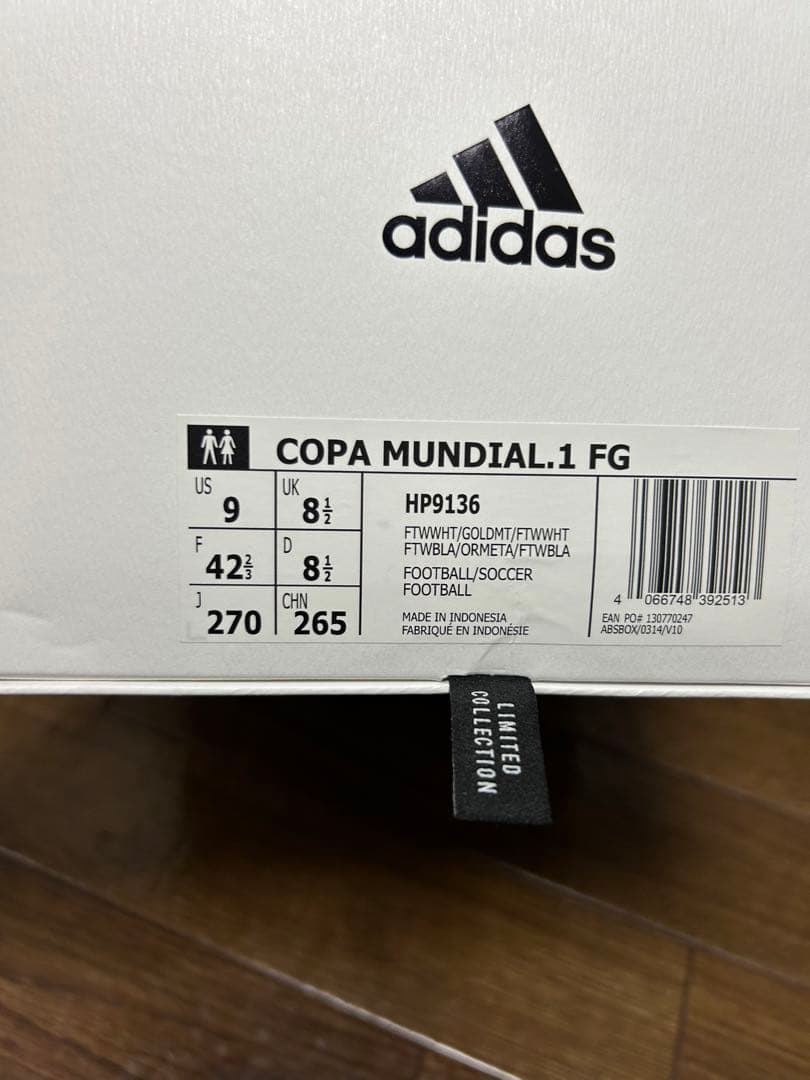 adidas
COPA MUNDIAL.1 FG
US 9
UK 8½
F 42⅔
D 8½
J 270
CHN 265
HP9136
FTWWHT/GOLDMT/FTWWHT
FTWBLA/ORMETA/FTWBLA
FOOTBALL/SOCCER
FOOTBALL
MADE IN INDONESIA
FABRIQUÉ EN INDONÉSIE
4 066748 392513
EAN PO# 130770247
ABSBOX/0314/V10
LIMITED
COLLECTION